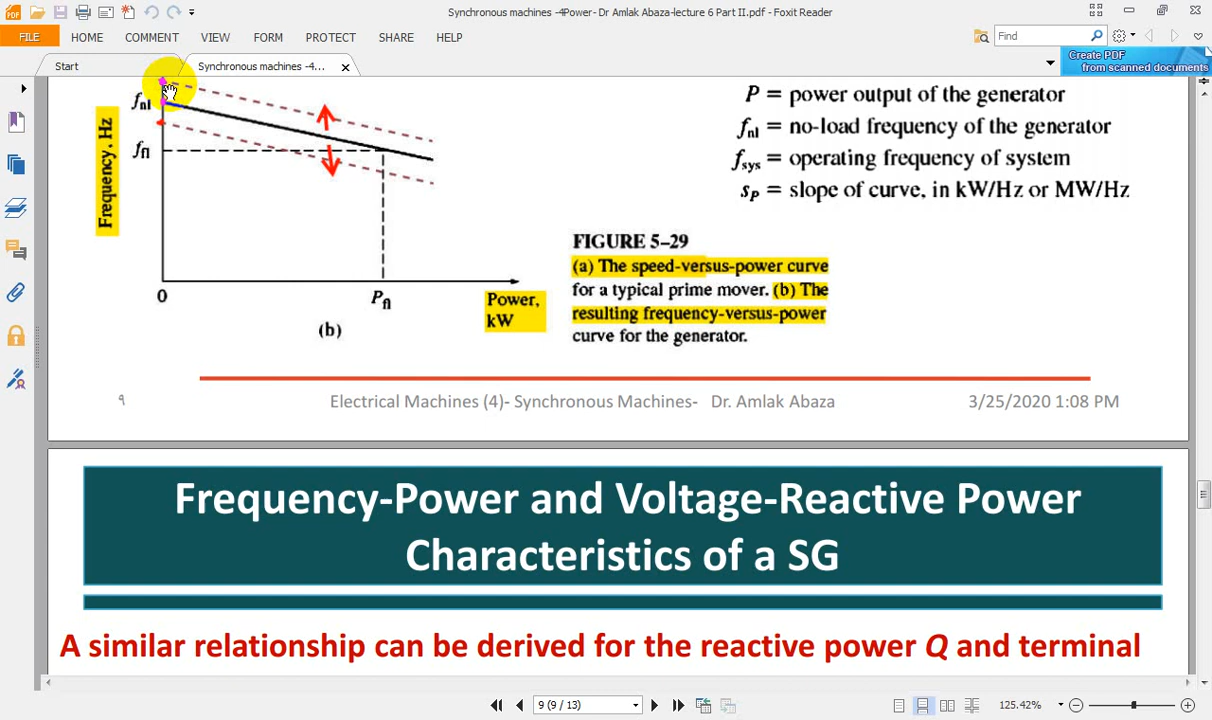 Synchronous machines -4Power- Dr Amlak Abaza-lecture 6 Part II.pdf - Foxit Reader
FILE HOME COMMENT VIEW FORM PROTECT SHARE HELP
Find
Start
Synchronous machines -4...
Create PDF
from scanned documents
P = power output of the generator
fnl = no-load frequency of the generator
fsys = operating frequency of system
sP = slope of curve, in kW/Hz or MW/Hz
fnl
ffl
Frequency, Hz
0
Pfl
Power,
kW
(b)
FIGURE 5–29
(a) The speed-versus-power curve
for a typical prime mover. (b) The
resulting frequency-versus-power
curve for the generator.
٩
Electrical Machines (4)- Synchronous Machines- Dr. Amlak Abaza
3/25/2020 1:08 PM
Frequency-Power and Voltage-Reactive Power
Characteristics of a SG
A similar relationship can be derived for the reactive power Q and terminal
9 (9 / 13)
125.42%